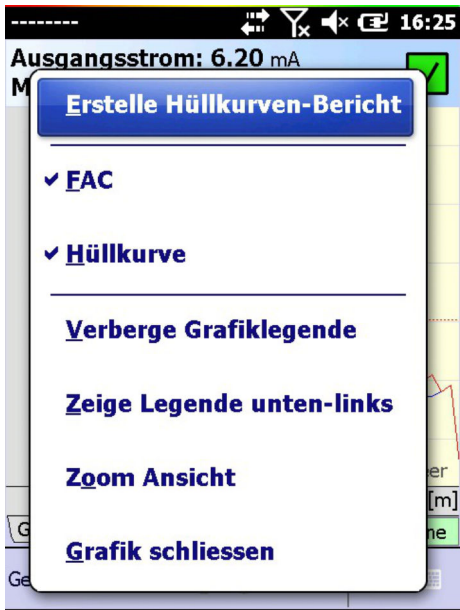 -------- 16:25
Ausgangsstrom: 6.20 mA
M
Erstelle Hüllkurven-Bericht
FAC
Hüllkurve
Verberge Grafiklegende
Zeige Legende unten-links
Zoom Ansicht
[m]
Grafik schliessen